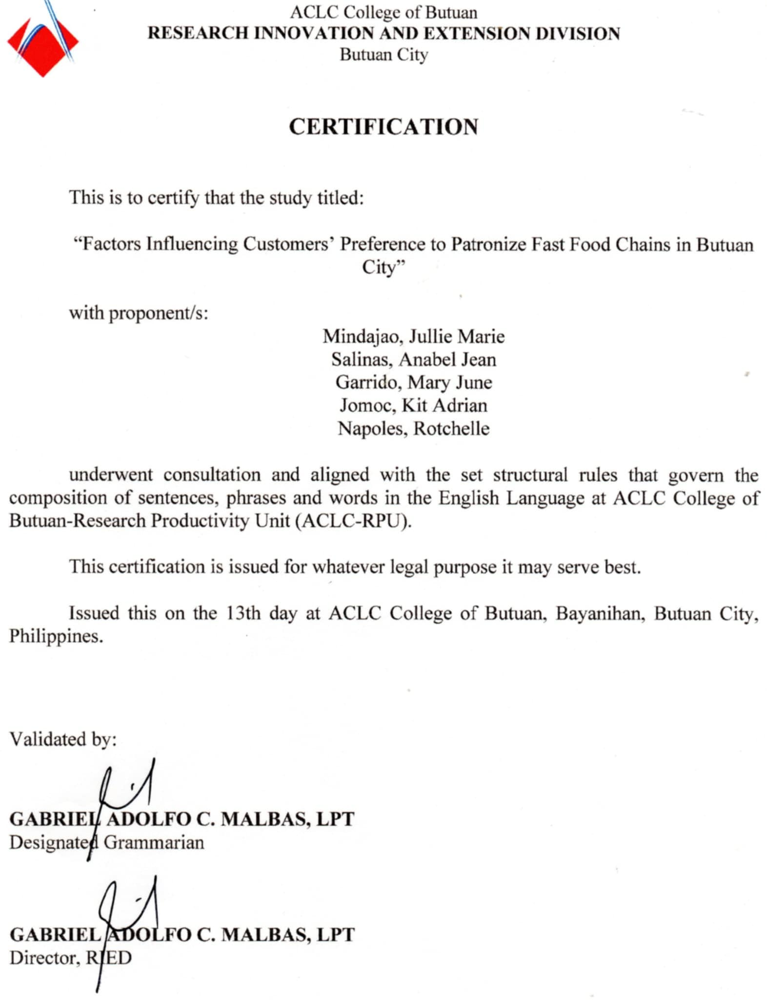 ACLC College of Butuan
RESEARCH INNOVATION AND EXTENSION DIVISION
Butuan City
CERTIFICATION
This is to certify that the study titled:
“Factors Influencing Customers’ Preference to Patronize Fast Food Chains in Butuan
City”
with proponent/s:
Mindajao, Jullie Marie
Salinas, Anabel Jean
Garrido, Mary June
Jomoc, Kit Adrian
Napoles, Rotchelle
underwent consultation and aligned with the set structural rules that govern the
composition of sentences, phrases and words in the English Language at ACLC College of
Butuan-Research Productivity Unit (ACLC-RPU).
This certification is issued for whatever legal purpose it may serve best.
Issued this on the 13th day at ACLC College of Butuan, Bayanihan, Butuan City,
Philippines.
Validated by:
GABRIEL ADOLFO C. MALBAS, LPT
Designated Grammarian
GABRIEL ADOLFO C. MALBAS, LPT
Director, RIED